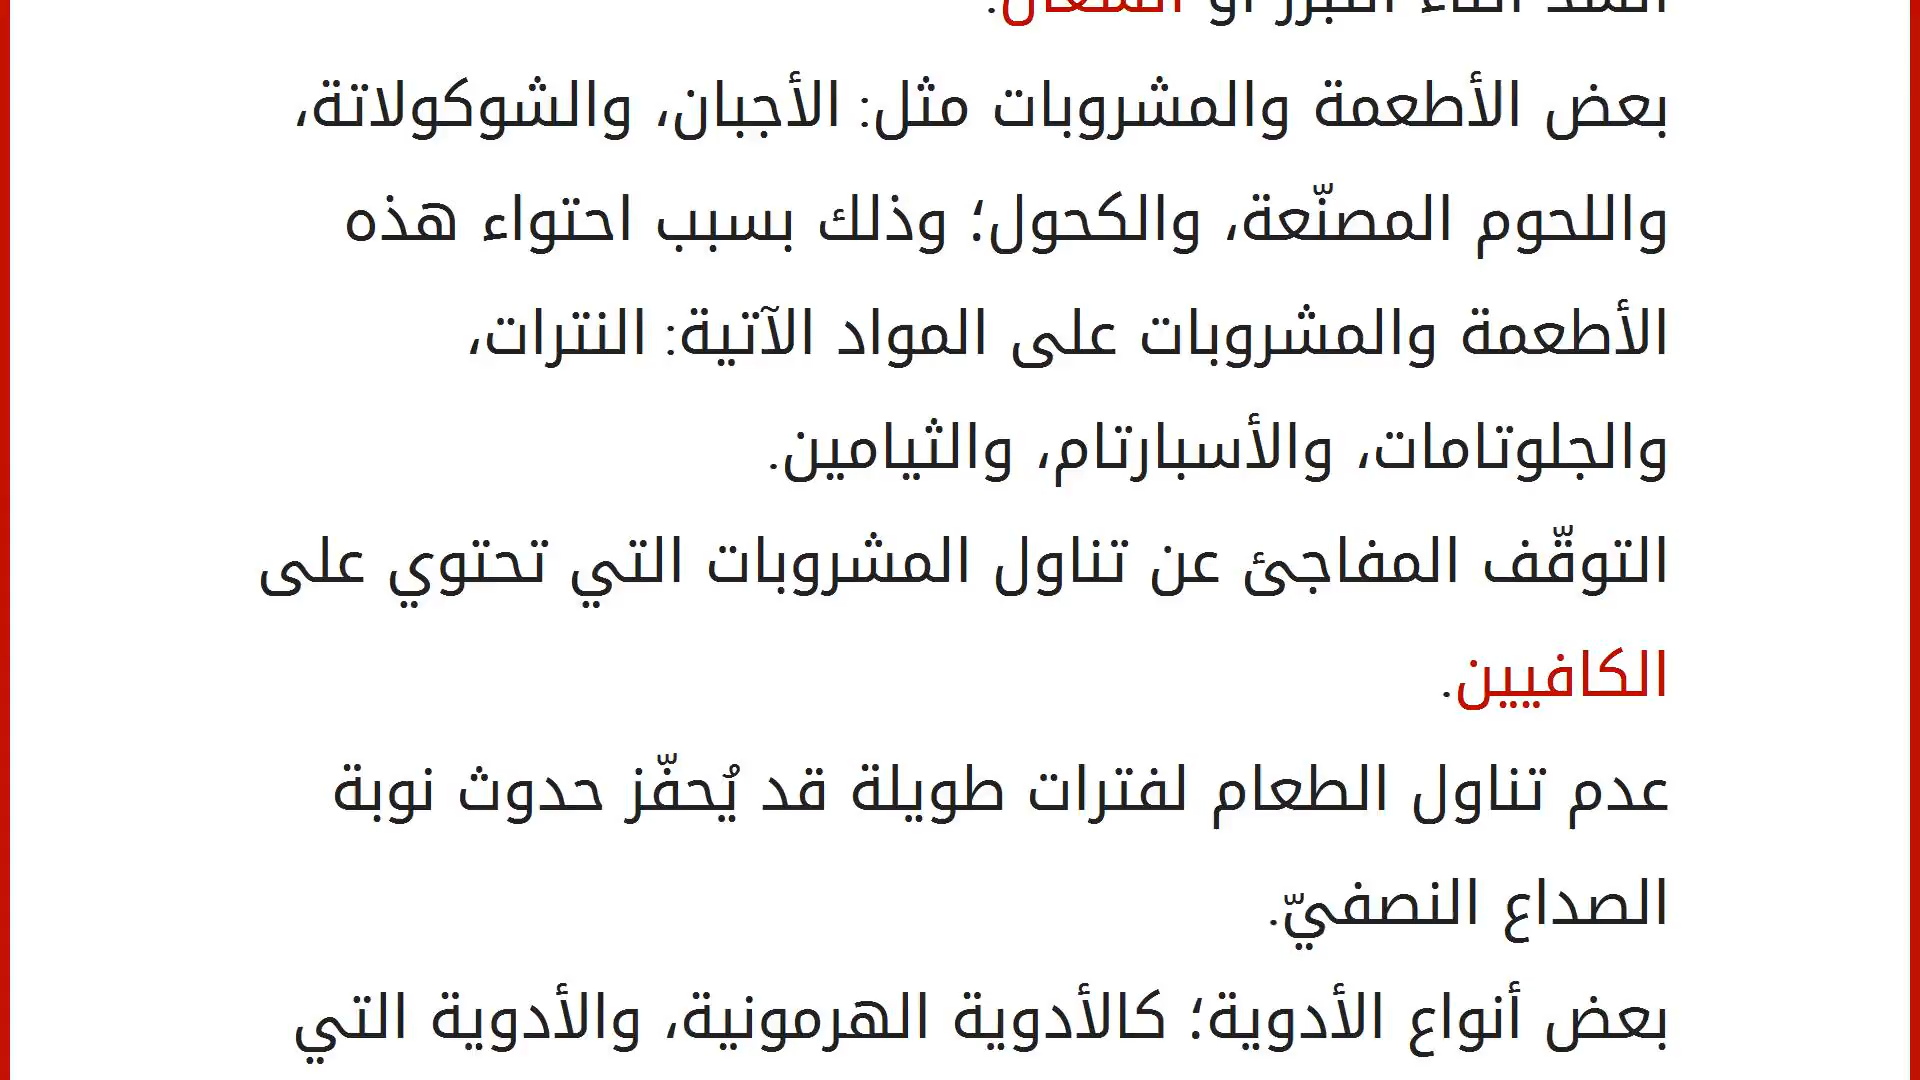 بعض الأطعمة والمشروبات مثل: الأجبان، والشوكولاتة،
واللحوم المصنّعة، والكحول؛ وذلك بسبب احتواء هذه
الأطعمة والمشروبات على المواد الآتية: النترات،
والجلوتامات، والأسبارتام، والثيامين.
التوقّف المفاجئ عن تناول المشروبات التي تحتوي على
الكافيين.
عدم تناول الطعام لفترات طويلة قد يُحفّز حدوث نوبة
الصداع النصفيّ.
بعض أنواع الأدوية؛ كالأدوية الهرمونية، والأدوية التي